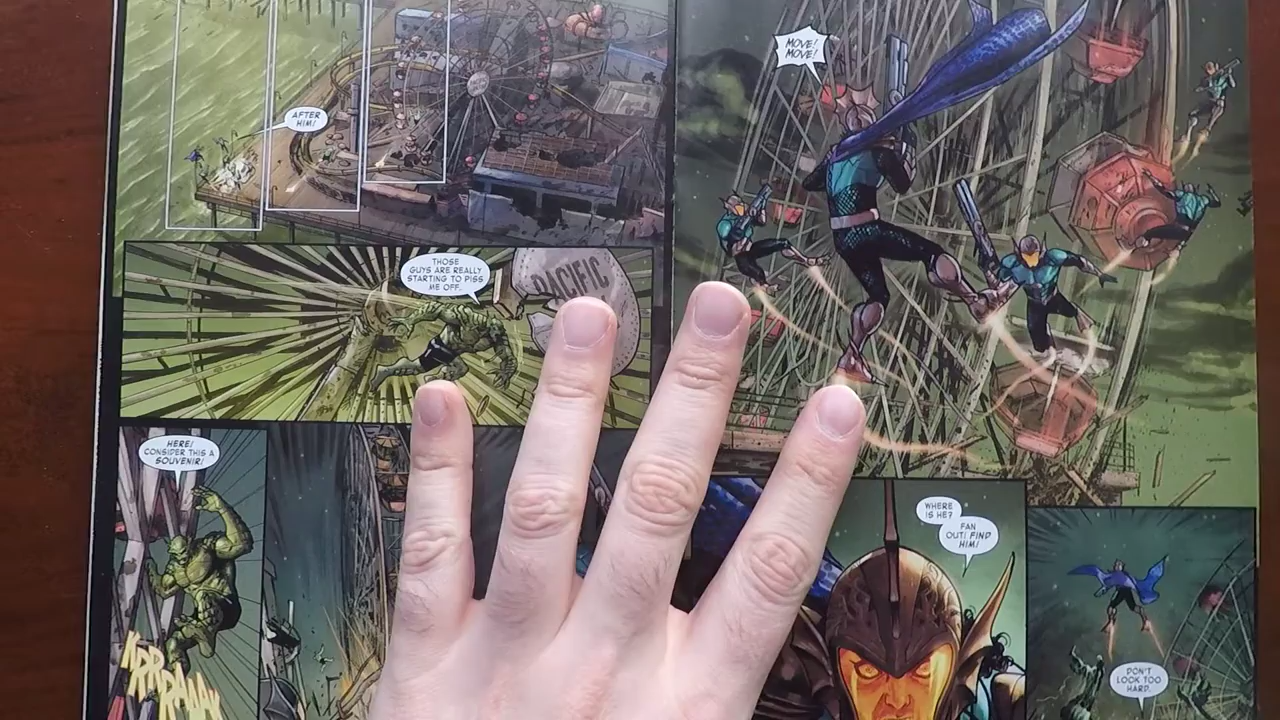 AFTER
HIM!
THOSE
GUYS ARE REALLY
STARTING TO PISS
ME OFF.
PACIFIC
HERE!
CONSIDER THIS A
SOUVENIR!
MOVE!
MOVE!
WHERE
IS HE?
FAN
OUT! FIND
HIM!
DON'T
LOOK TOO
HARD.